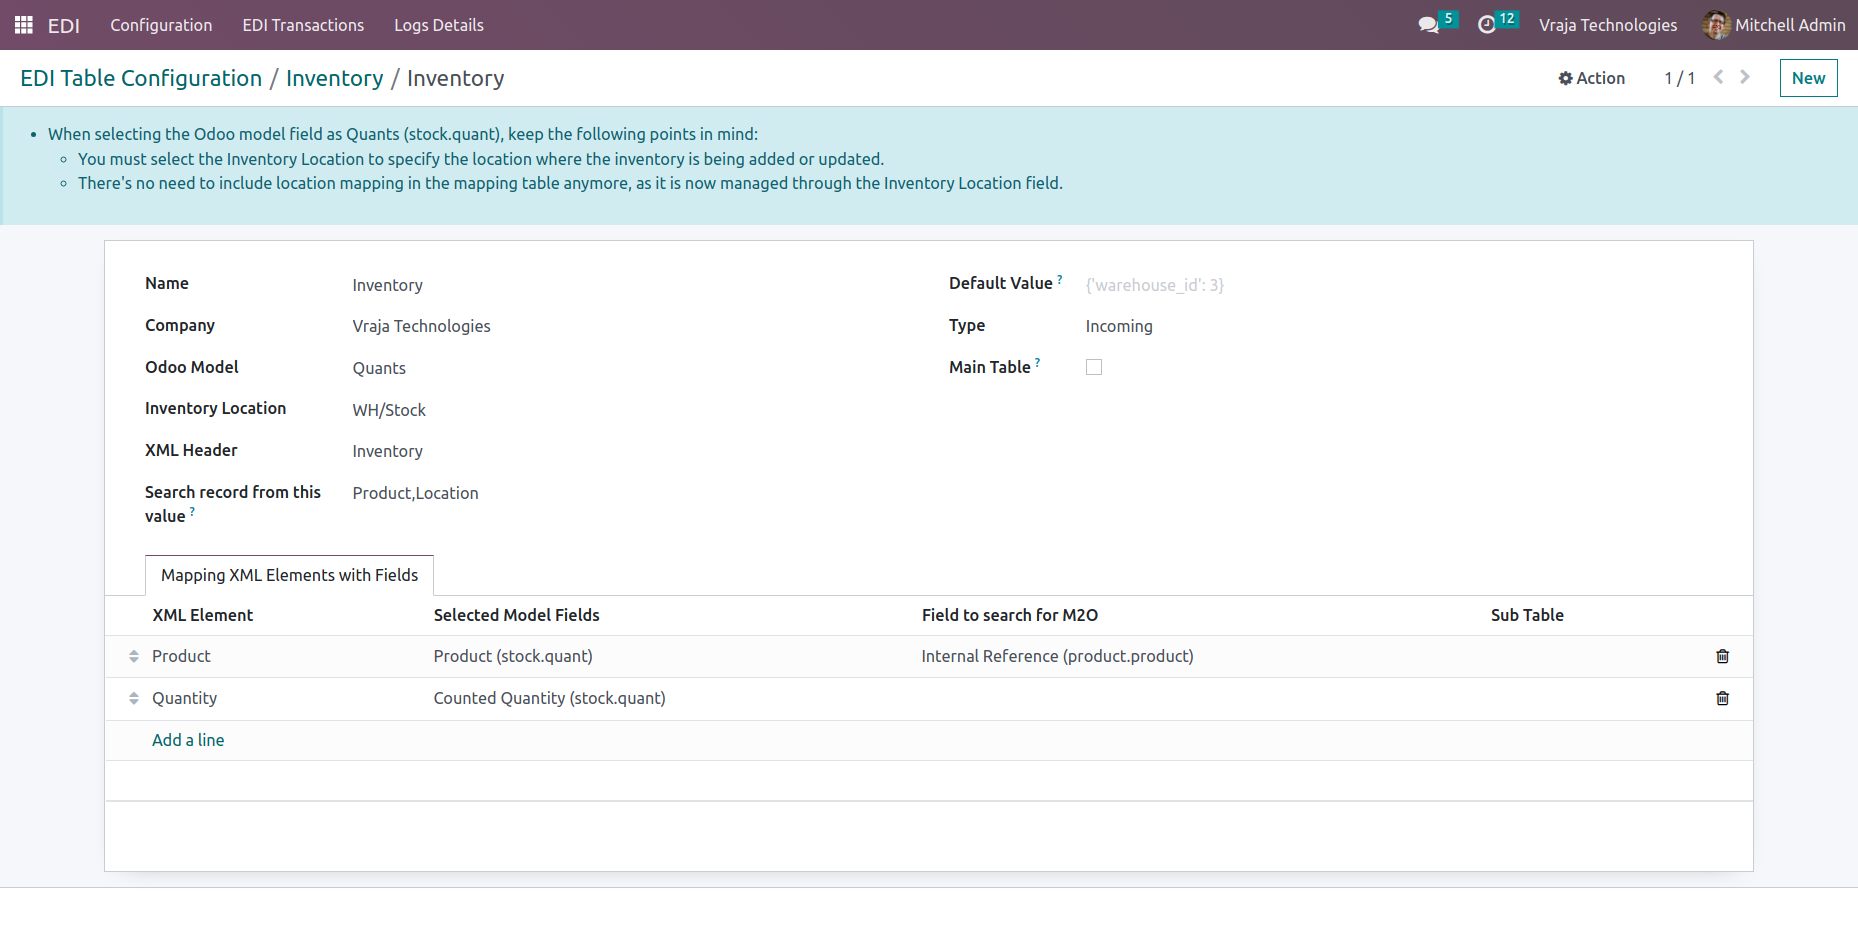 EDI Configuration EDI Transactions Logs Details 5 12 Vraja Technologies Mitchell Admin
EDI Table Configuration / Inventory / Inventory Action 1 / 1 New
• When selecting the Odoo model field as Quants (stock.quant), keep the following points in mind:
◦ You must select the Inventory Location to specify the location where the inventory is being added or updated.
◦ There's no need to include location mapping in the mapping table anymore, as it is now managed through the Inventory Location field.
Name Inventory Default Value ? {'warehouse_id': 3}
Company Vraja Technologies Type Incoming
Odoo Model Quants Main Table ?
Inventory Location WH/Stock
XML Header Inventory
Search record from this Product,Location
value ?
Mapping XML Elements with Fields
XML Element Selected Model Fields Field to search for M2O Sub Table
Product Product (stock.quant) Internal Reference (product.product)
Quantity Counted Quantity (stock.quant)
Add a line